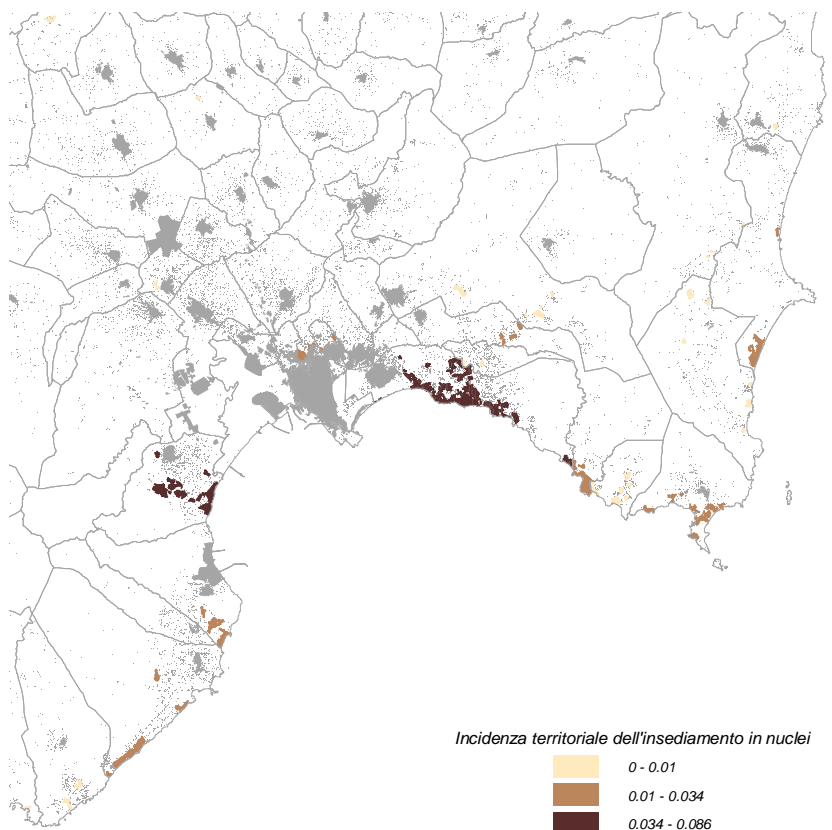 Incidenza territoriale dell'insediamento in nuclei
0 - 0.01
0.01 - 0.034
0.034 - 0.086